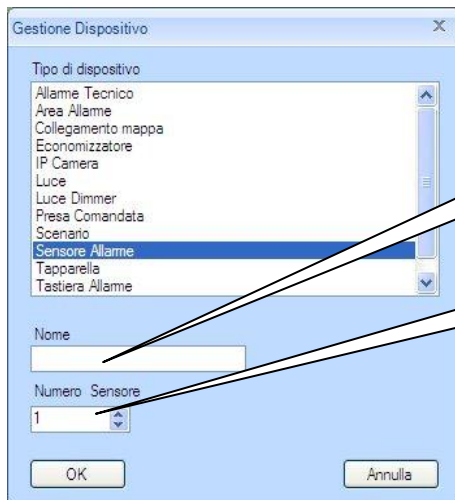 Gestione Dispositivo
Tipo di dispositivo
Allarme Tecnico
Area Allarme
Collegamento mappa
Economizzatore
IP Camera
Luce
Luce Dimmer
Presa Comandata
Scenario
Sensore Allarme
Tapparella
Tastiera Allarme
Nome
Numero Sensore
1
OK
Annulla